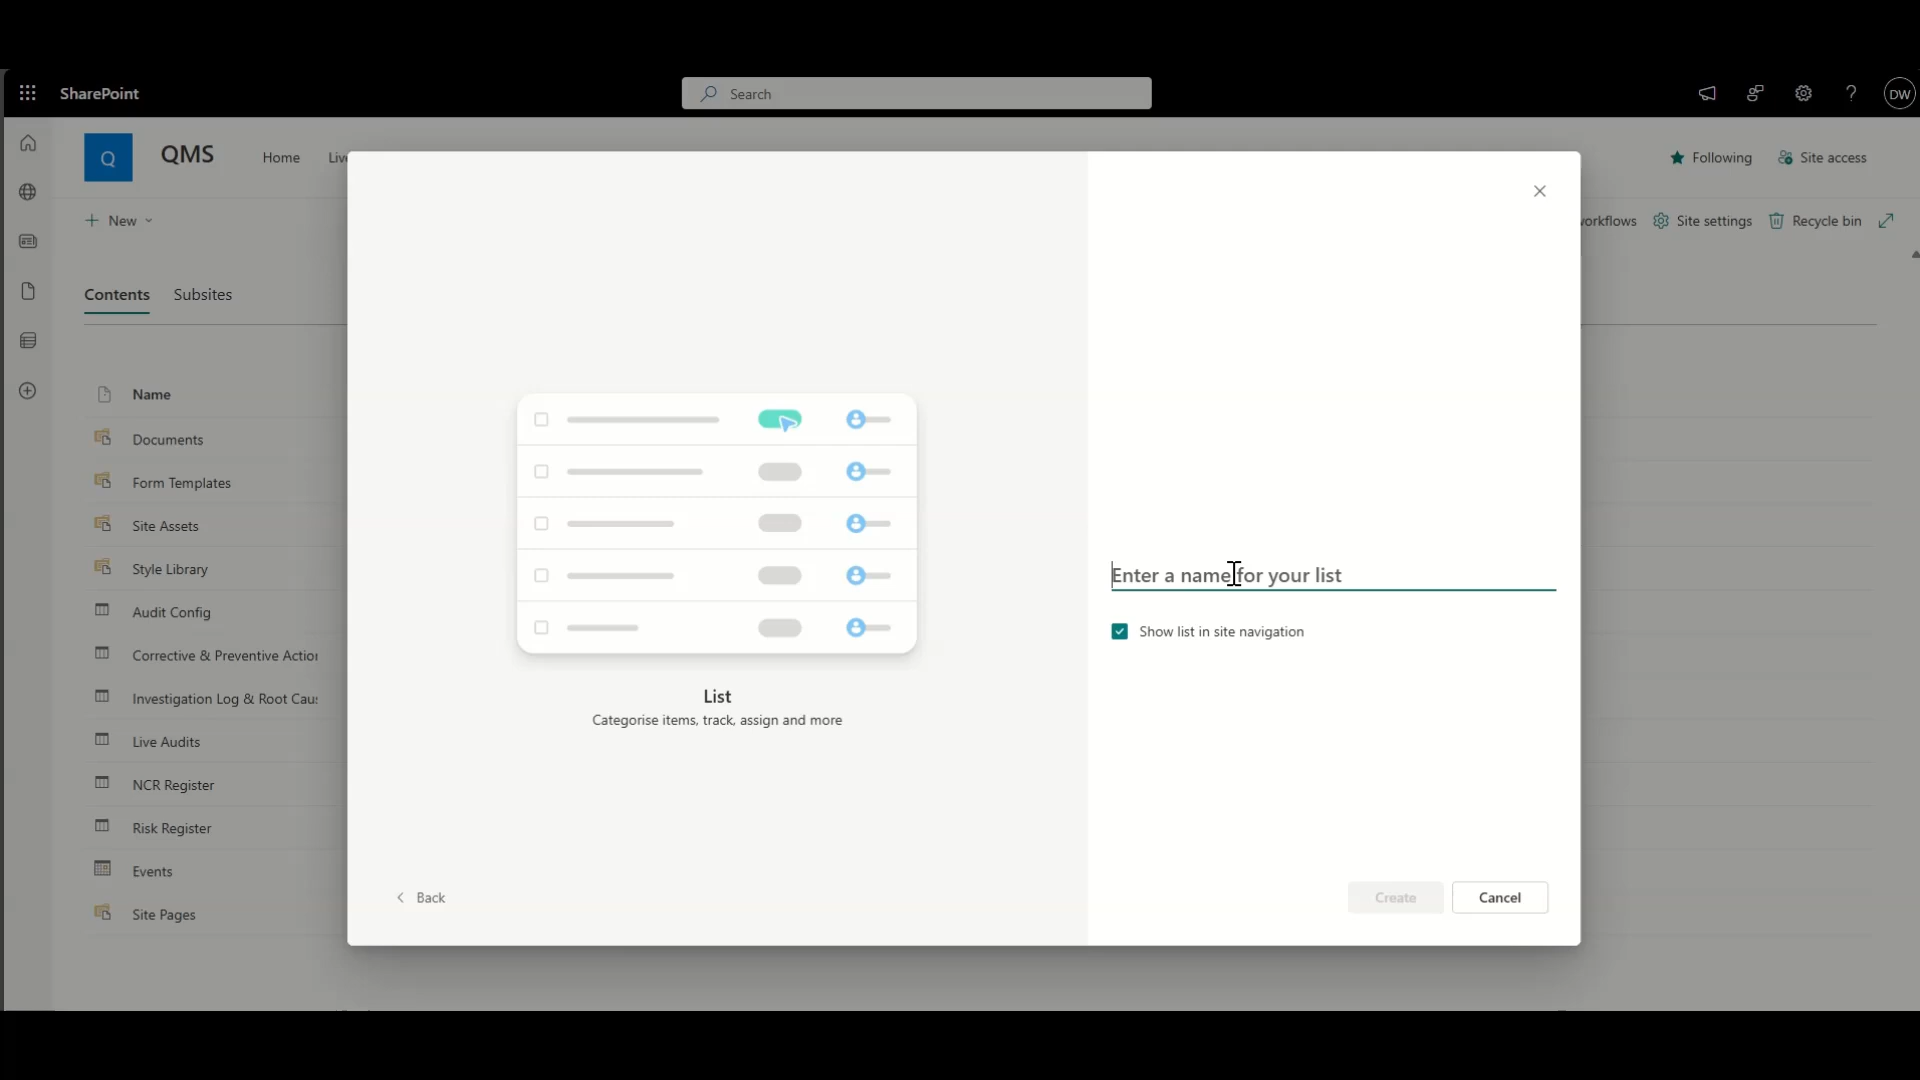 SharePoint
Search
DW
Q
QMS
Home
Following
Site access
New
Site settings
Recycle bin
Contents
Subsites
Name
Documents
Form Templates
Site Assets
Style Library
Audit Config
Corrective & Preventive
Investigation Log & Root
Live Audits
NCR Register
Risk Register
Events
Site Pages
List
Categorise items, track, assign and more
Back
Enter a name for your list
Show list in site navigation
Create
Cancel